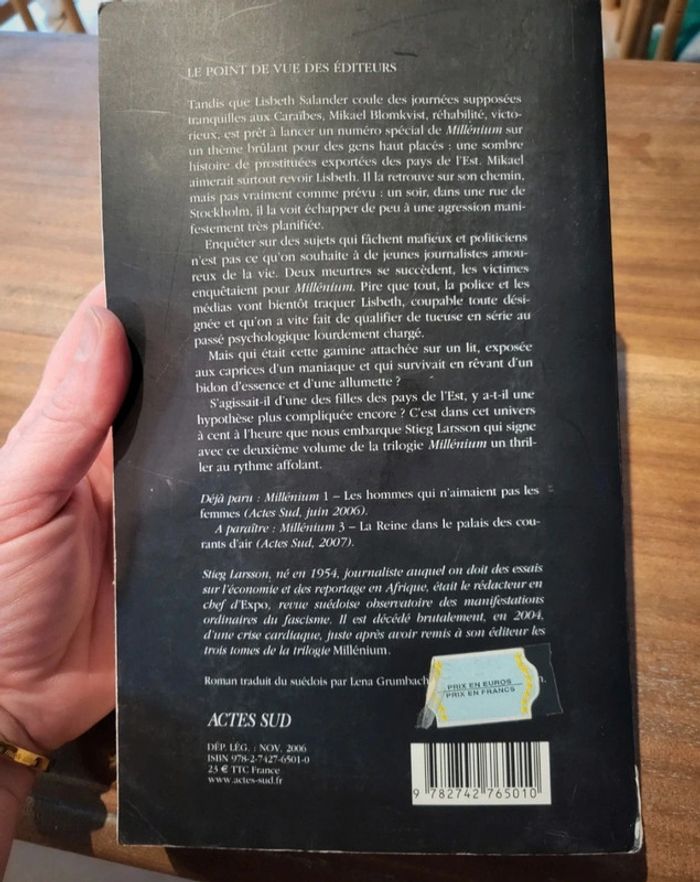 LE POINT DE VUE DES ÉDITEURS
Tandis que Lisbeth Salander coule des journées supposées
tranquilles aux Caraïbes, Mikael Blomkvist, réhabilité, victo-
rieux, est prêt à lancer un numéro spécial de Millénium sur
un thème brûlant pour des gens haut placés : une sombre
histoire de prostituées exportées des pays de l'Est. Mikael
aimerait surtout revoir Lisbeth. Il la retrouve sur son chemin,
mais pas vraiment comme prévu : un soir, dans une rue de
Stockholm, il la voit échapper de peu à une agression mani-
festement très planifiée.
Enquêter sur des sujets qui fâchent mafieux et politiciens
n'est pas ce qu'on souhaite à de jeunes journalistes amou-
reux de la vie. Deux meurtres se succèdent, les victimes
enquêtaient pour Millénium. Pire que tout, la police et les
médias vont bientôt traquer Lisbeth, coupable toute dési-
gnée et qu'on a vite fait de qualifier de tueuse en série au
passé psychologique lourdement chargé.
Mais qui était cette gamine attachée sur un lit, exposée
aux caprices d'un maniaque et qui survivait en rêvant d'un
bidon d'essence et d'une allumette ?
S'agissait-il d'une des filles des pays de l'Est, y a-t-il une
hypothèse plus compliquée encore ? C'est dans cet univers
à cent à l'heure que nous embarque Stieg Larsson qui signe
avec ce deuxième volume de la trilogie Millénium un thril-
ler au rythme affolant.
Déjà paru : Millénium 1 – Les hommes qui n'aimaient pas les
femmes (Actes Sud, juin 2006).
A paraître : Millénium 3 – La Reine dans le palais des cou-
rants d'air (Actes Sud, 2007).
Stieg Larsson, né en 1954, journaliste auquel on doit des essais
sur l'économie et des reportage en Afrique, était le rédacteur en
chef d'Expo, revue suédoise observatoire des manifestations
ordinaires du fascisme. Il est décédé brutalement, en 2004,
d'une crise cardiaque, juste après avoir remis à son éditeur les
trois tomes de la trilogie Millénium.
Roman traduit du suédois par Lena Grumbach
PRIX EN EUROS
PRIX EN FRANCS
ACTES SUD
DÉP. LÉG. : NOV. 2006
ISBN 978-2-7427-6501-0
23 € TTC France
www.actes-sud.fr
9 782742 765010